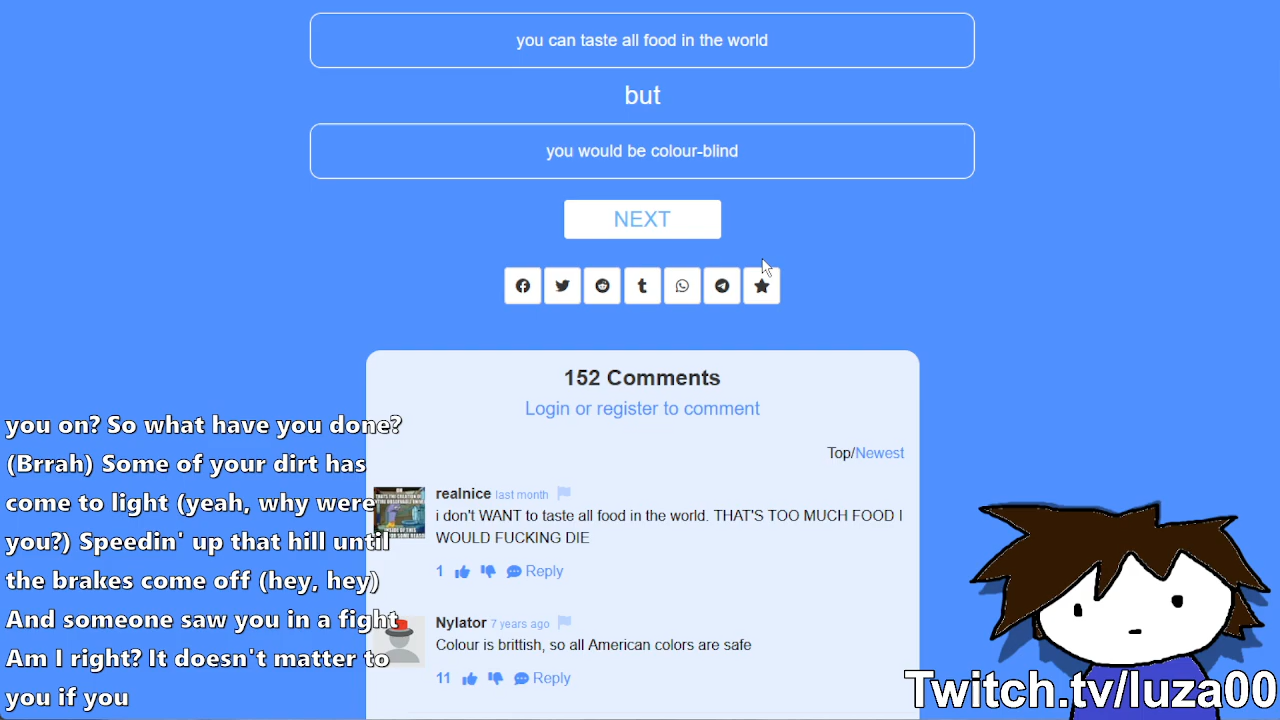 you can taste all food in the world
but
you would be colour-blind
NEXT
152 Comments
Login or register to comment
Top/Newest
realnice last month
i don't WANT to taste all food in the world. THAT'S TOO MUCH FOOD I
WOULD FUCKING DIE
1 Reply
Nylator 7 years ago
Colour is brittish, so all American colors are safe
11 Reply
you on? So what have you done?
(Brrah) Some of your dirt has
come to light (yeah, why were
you?) Speedin' up that hill until
the brakes come off (hey, hey)
And someone saw you in a fight
Am I right? It doesn't matter to
you if you
Twitch.tv/luza00